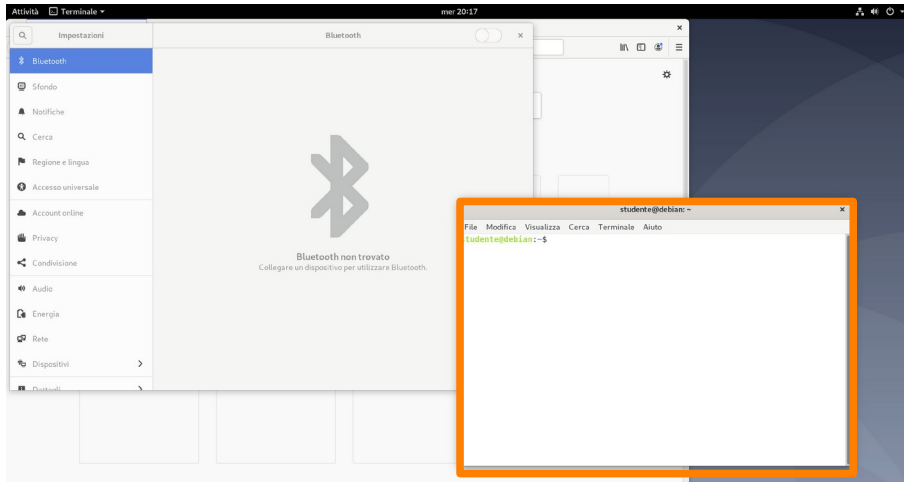 Attività Terminale mer 20:17
Impostazioni Bluetooth
Bluetooth
Sfondo
Notifiche
Cerca
Regione e lingua
Accesso universale
Account online
Privacy
Condivisione
Audio
Energia
Rete
Dispositivi
Dettagli
Bluetooth non trovato
Collegare un dispositivo per utilizzare Bluetooth.
studente@debian: ~
File Modifica Visualizza Cerca Terminale Aiuto
studente@debian:~$